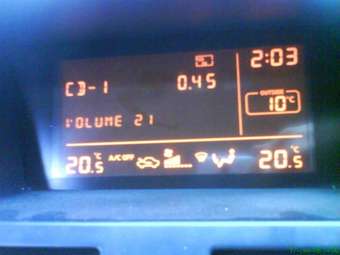 2:03
CD-1 0.45
OUTSIDE
10°C
VOLUME 21
20.5°C A/C OFF 20.5°C